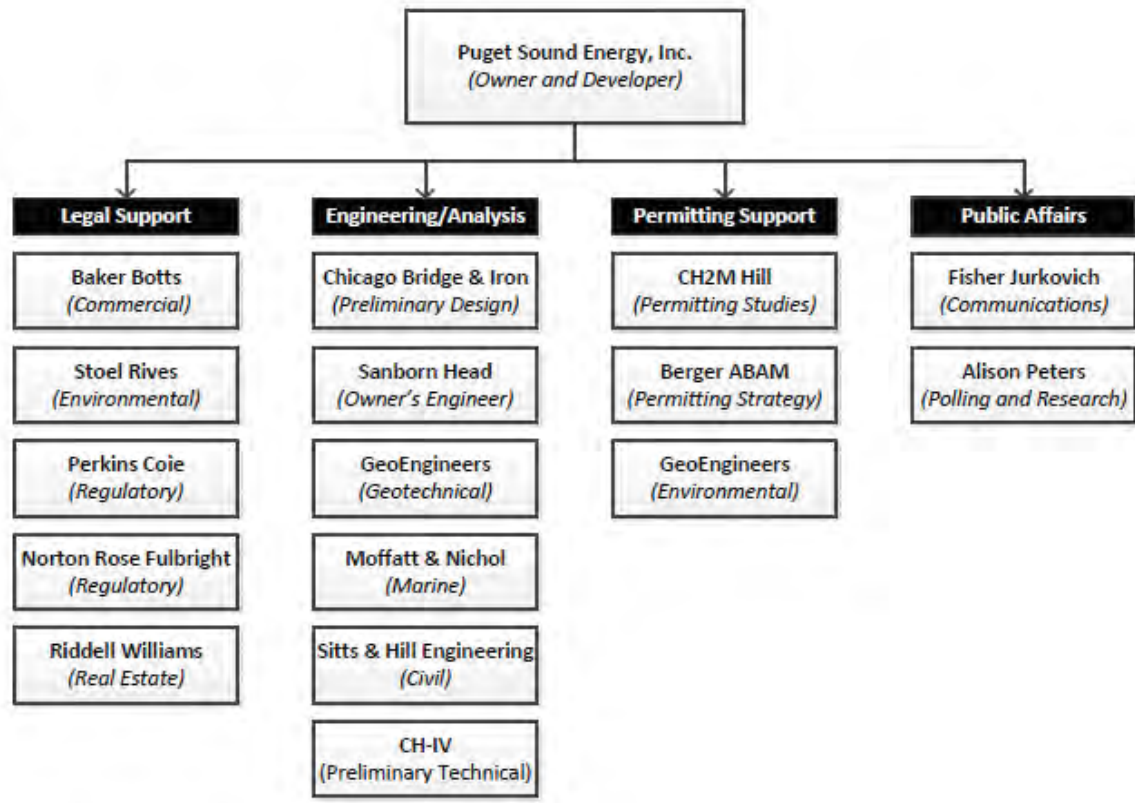 Puget Sound Energy, Inc.
(Owner and Developer)
Legal Support
Baker Botts
(Commercial)
Stoel Rives
(Environmental)
Perkins Coie
(Regulatory)
Norton Rose Fulbright
(Regulatory)
Riddell Williams
(Real Estate)
Engineering/Analysis
Chicago Bridge & Iron
(Preliminary Design)
Sanborn Head
(Owner's Engineer)
GeoEngineers
(Geotechnical)
Moffatt & Nichol
(Marine)
Sitts & Hill Engineering
(Civil)
CH-IV
(Preliminary Technical)
Permitting Support
CH2M Hill
(Permitting Studies)
Berger ABAM
(Permitting Strategy)
GeoEngineers
(Environmental)
Public Affairs
Fisher Jurkovich
(Communications)
Alison Peters
(Polling and Research)